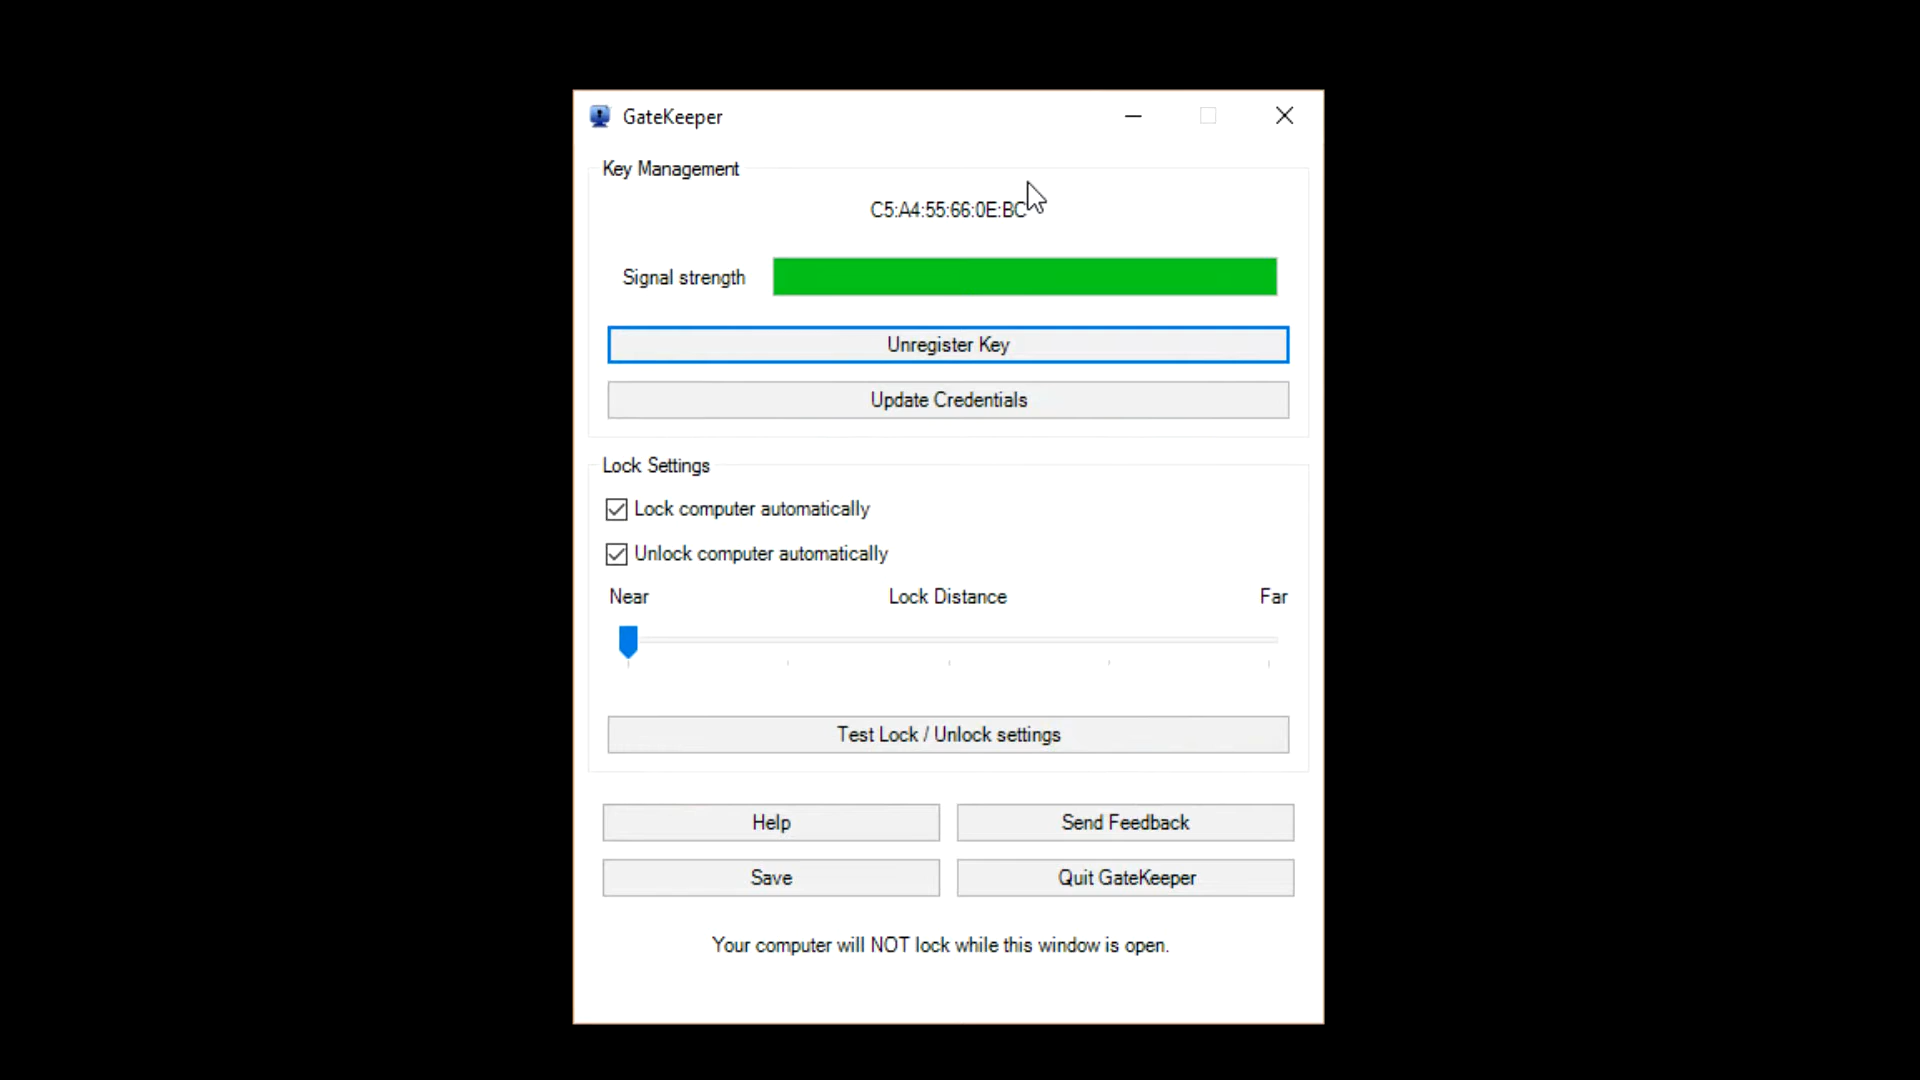 GateKeeper
Key Management
C5:A4:55:66:0E:BC
Signal strength
Unregister Key
Update Credentials
Lock Settings
Lock computer automatically
Unlock computer automatically
Near Lock Distance Far
Test Lock / Unlock settings
Help Send Feedback
Save Quit GateKeeper
Your computer will NOT lock while this window is open.